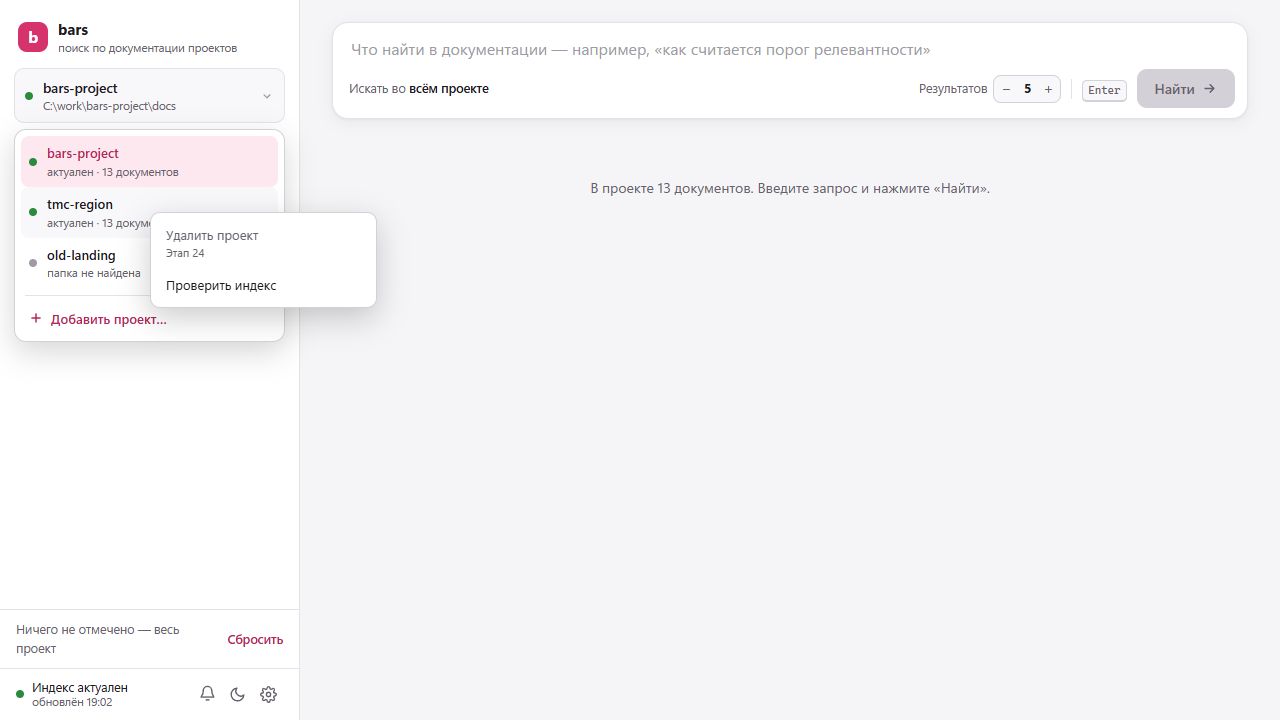 b
bars
поиск по документации проектов
bars-project
C:\work\bars-project\docs
bars-project
актуален · 13 документов
tmc-region
актуален · 13 докуме
old-landing
папка не найдена
+ Добавить проект...
Удалить проект
Этап 24
Проверить индекс
Ничего не отмечено — весь
проект
Сбросить
Индекс актуален
обновлён 19:02
Что найти в документации — например, «как считается порог релевантности»
Искать во всём проекте
Результатов − 5 + Enter Найти →
В проекте 13 документов. Введите запрос и нажмите «Найти».